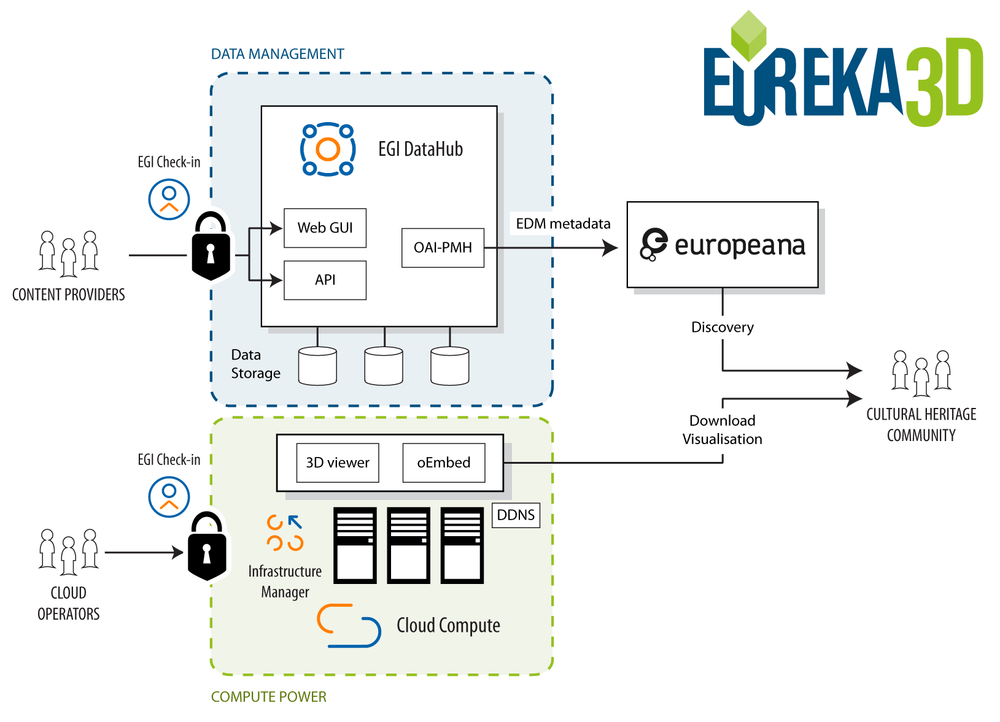 EUREKA3D
DATA MANAGEMENT
EGI DataHub
EGI Check-in
Web GUI
API
OAI-PMH
EDM metadata
europeana
CONTENT PROVIDERS
Data
Storage
Discovery
CULTURAL HERITAGE
COMMUNITY
Download
Visualisation
3D viewer
oEmbed
EGI Check-in
DDNS
Infrastructure
Manager
CLOUD
OPERATORS
Cloud Compute
COMPUTE POWER